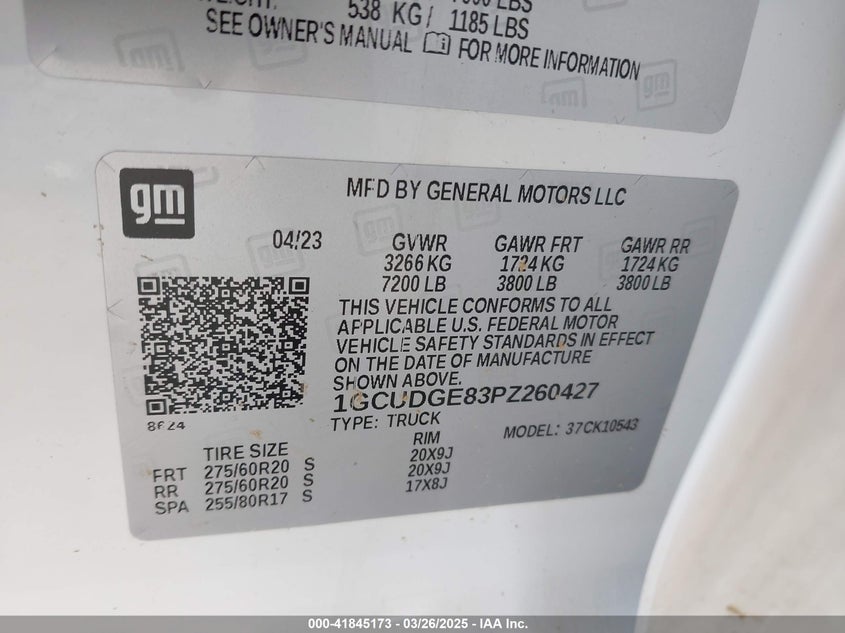 538 KG / 1185 LBS
SEE OWNER'S MANUAL FOR MORE INFORMATION
gm
MFD BY GENERAL MOTORS LLC
04/23 GVWR GAWR FRT GAWR RR
3266 KG 1724 KG 1724 KG
7200 LB 3800 LB 3800 LB
THIS VEHICLE CONFORMS TO ALL
APPLICABLE U.S. FEDERAL MOTOR
VEHICLE SAFETY STANDARDS IN EFFECT
ON THE DATE OF MANUFACTURE
SHOWN ABOVE.
1GCUDGE83PZ260427
8624
TYPE: TRUCK MODEL: 37CK10543
TIRE SIZE RIM
FRT 275/60R20 S 20X9J
RR 275/60R20 S 20X9J
SPA 255/80R17 S 17X8J
000-41845173 — 03/26/2025 — IAA Inc.